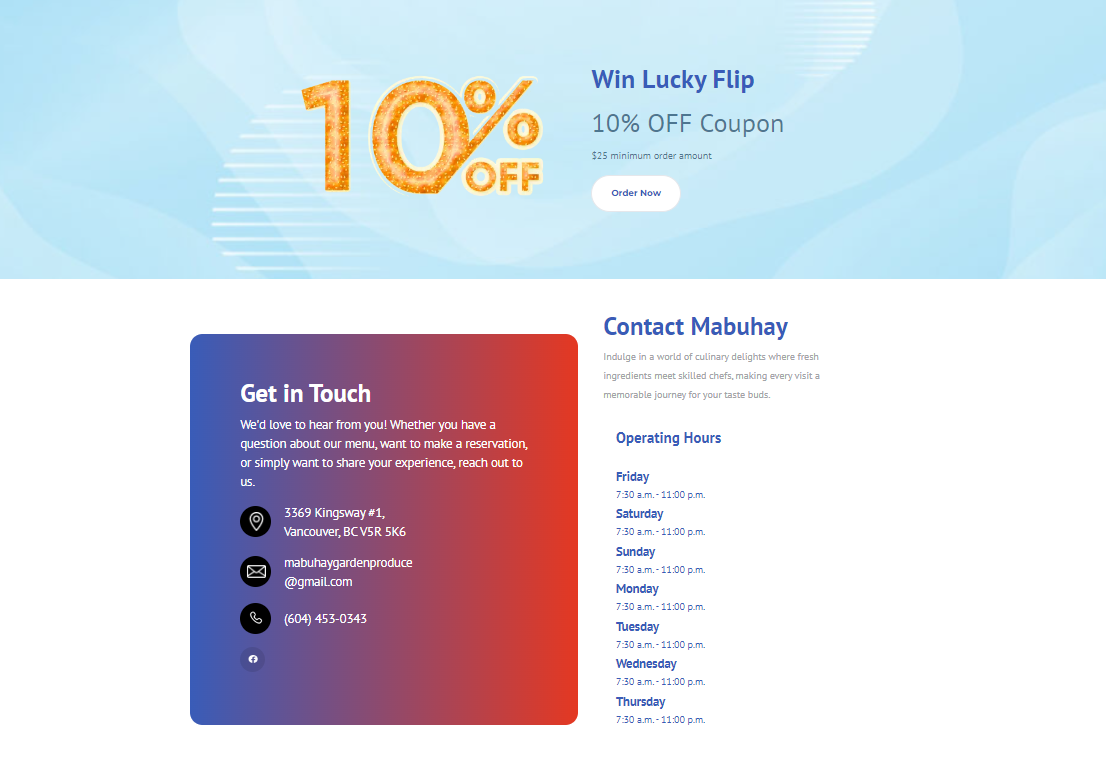 10%
OFF
Win Lucky Flip
10% OFF Coupon
$25 minimum order amount
Order Now
Get in Touch
We'd love to hear from you! Whether you have a
question about our menu, want to make a reservation,
or simply want to share your experience, reach out to
us.
3369 Kingsway #1,
Vancouver, BC V5R 5K6
mabuhaygardenproduce
@gmail.com
(604) 453-0343
Contact Mabuhay
Indulge in a world of culinary delights where fresh
ingredients meet skilled chefs, making every visit a
memorable journey for your taste buds.
Operating Hours
Friday
7:30 a.m. - 11:00 p.m.
Saturday
7:30 a.m. - 11:00 p.m.
Sunday
7:30 a.m. - 11:00 p.m.
Monday
7:30 a.m. - 11:00 p.m.
Tuesday
7:30 a.m. - 11:00 p.m.
Wednesday
7:30 a.m. - 11:00 p.m.
Thursday
7:30 a.m. - 11:00 p.m.